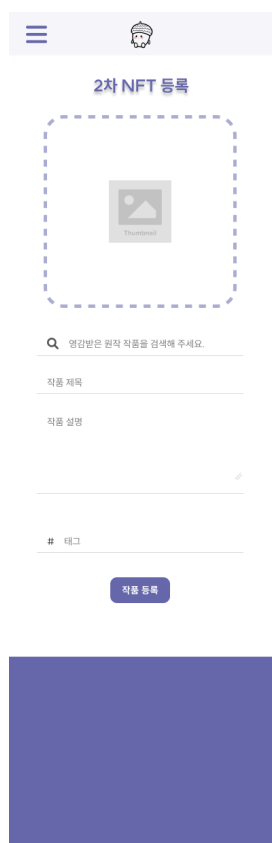 2차 NFT 등록
Thumbnail
영감받은 원작 작품을 검색해 주세요.
작품 제목
작품 설명
# 태그
작품 등록